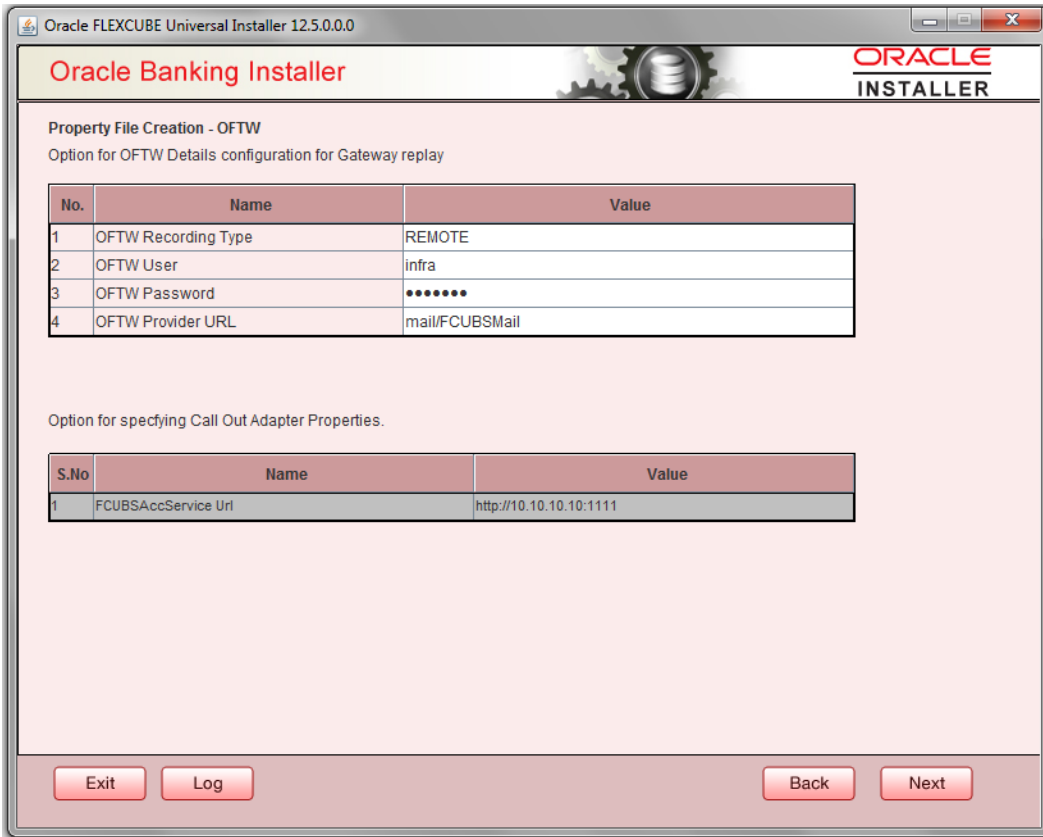 Oracle FLEXCUBE Universal Installer 12.5.0.0.0
Oracle Banking Installer
ORACLE
INSTALLER
Property File Creation - OFTW
Option for OFTW Details configuration for Gateway replay
No. Name Value
1 OFTW Recording Type REMOTE
2 OFTW User infra
3 OFTW Password •••••••
4 OFTW Provider URL mail/FCUBSMail
Option for specfying Call Out Adapter Properties.
S.No Name Value
1 FCUBSAccService Url http://10.10.10.10:1111
Exit Log Back Next